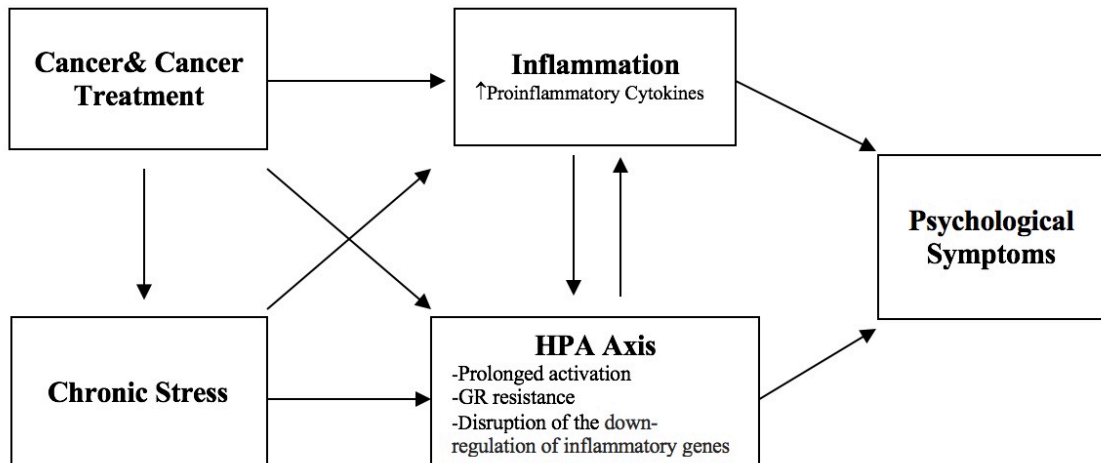 Cancer& Cancer
Treatment
Inflammation
↑Proinflammatory Cytokines
Psychological
Symptoms
Chronic Stress
HPA Axis
-Prolonged activation
-GR resistance
-Disruption of the down-
regulation of inflammatory genes